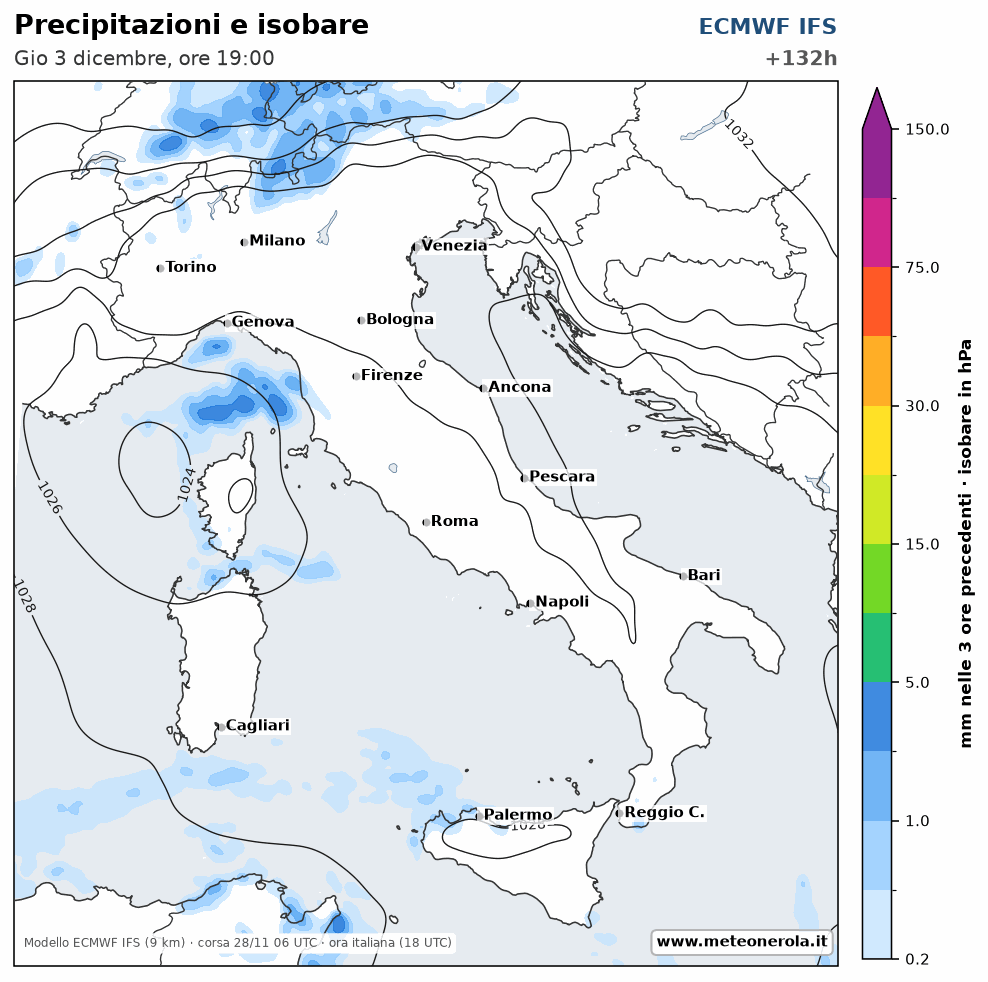 Precipitazioni e isobare
ECMWF IFS
Gio 3 dicembre, ore 19:00
+132h
1032
150.0
Milano
Venezia
Torino
75.0
Genova
Bologna
Firenze
Ancona
30.0
1024
1026
Pescara
Roma
15.0
Bari
1028
Napoli
5.0
Cagliari
Palermo
Reggio C.
1.0
1028
mm nelle 3 ore precedenti · isobare in hPa
Modello ECMWF IFS (9 km) · corsa 28/11 06 UTC · ora italiana (18 UTC)
www.meteonerola.it
0.2